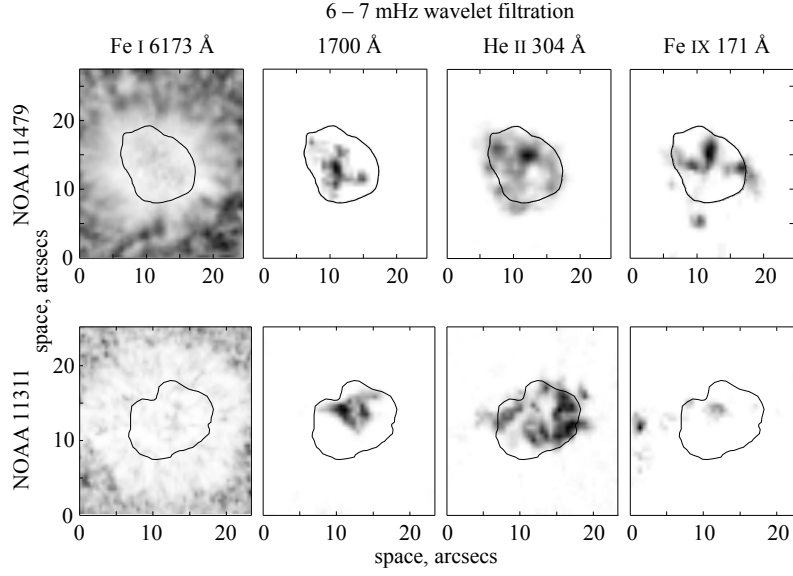 6 – 7 mHz wavelet filtration
Fe I 6173 Å 1700 Å He II 304 Å Fe IX 171 Å
NOAA 11479
20
10
0
0 10 20 0 10 20 0 10 20 0 10 20
space, arcsecs
NOAA 11311
20
10
0
0 10 20 0 10 20 0 10 20 0 10 20
space, arcsecs